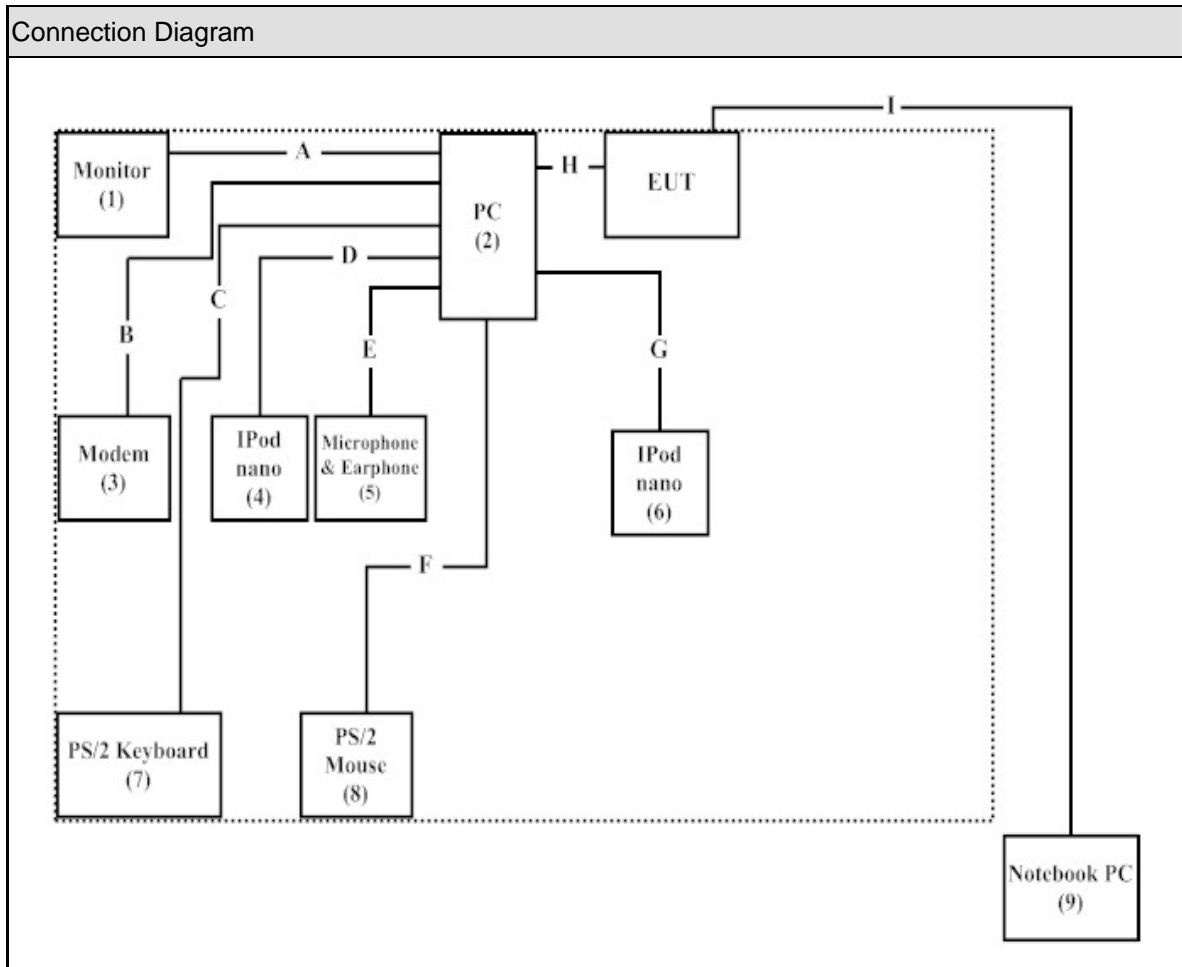 Connection Diagram
I
Monitor
(1)
A
PC
(2)
H
EUT
D
C
B
E
G
Modem
(3)
IPod
nano
(4)
Microphone
& Earphone
(5)
IPod
nano
(6)
F
PS/2 Keyboard
(7)
PS/2
Mouse
(8)
Notebook PC
(9)